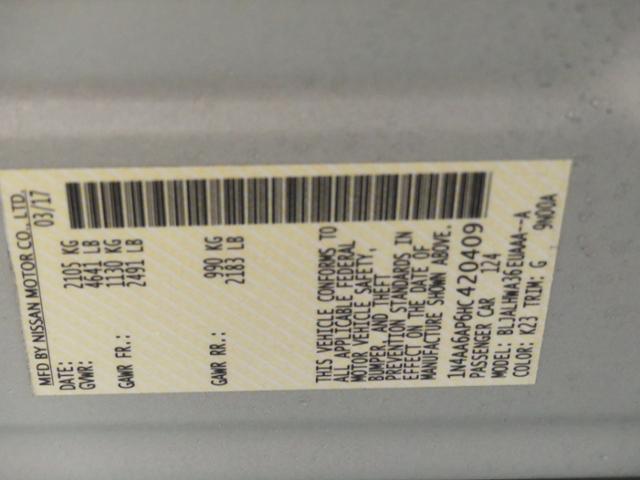 MFD BY NISSAN MOTOR CO., LTD.
DATE: 03/17
GVWR: 2105 KG
4641 LB
GAWR FR.: 1130 KG
2491 LB
GAWR RR.: 990 KG
2183 LB
THIS VEHICLE CONFORMS TO
ALL APPLICABLE FEDERAL
MOTOR VEHICLE SAFETY,
BUMPER, AND THEFT
PREVENTION STANDARDS IN
EFFECT ON THE DATE OF
MANUFACTURE SHOWN ABOVE.
1N4AA6AP6HC420409
PASSENGER CAR 124
MODEL: BLJALHWA36EUAAA--A
COLOR: K23 TRIM: G 9N00A